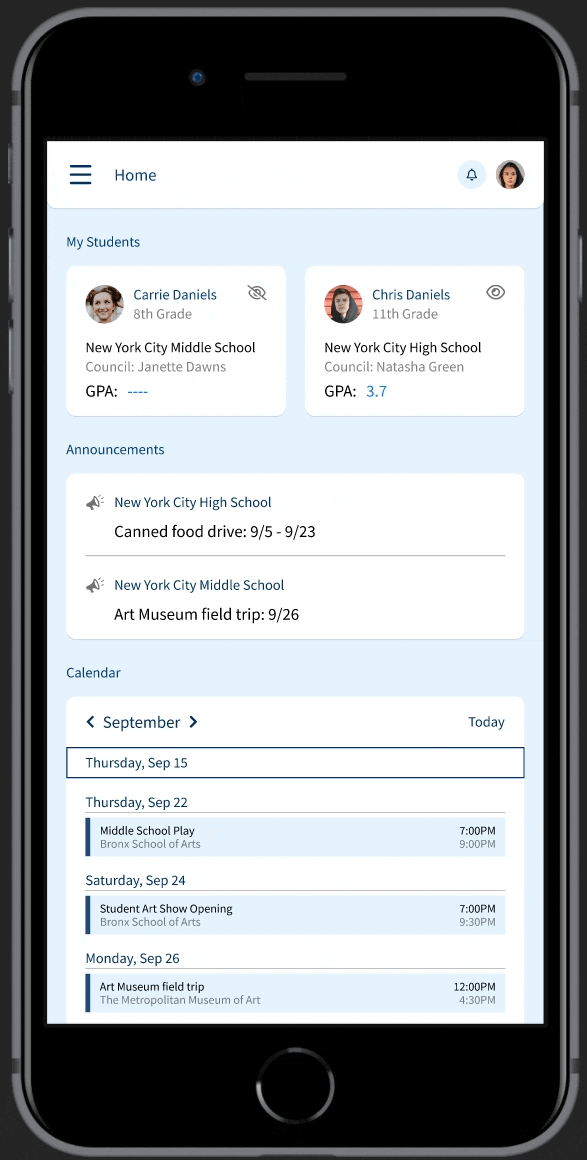 Home
My Students
Carrie Daniels
8th Grade
New York City Middle School
Council: Janette Dawns
GPA: ----
Chris Daniels
11th Grade
New York City High School
Council: Natasha Green
GPA: 3.7
Announcements
New York City High School
Canned food drive: 9/5 - 9/23
New York City Middle School
Art Museum field trip: 9/26
Calendar
September
Today
Thursday, Sep 15
Thursday, Sep 22
Middle School Play 7:00PM
Bronx School of Arts 9:00PM
Saturday, Sep 24
Student Art Show Opening 7:00PM
Bronx School of Arts 9:30PM
Monday, Sep 26
Art Museum field trip 12:00PM
The Metropolitan Museum of Art 4:30PM